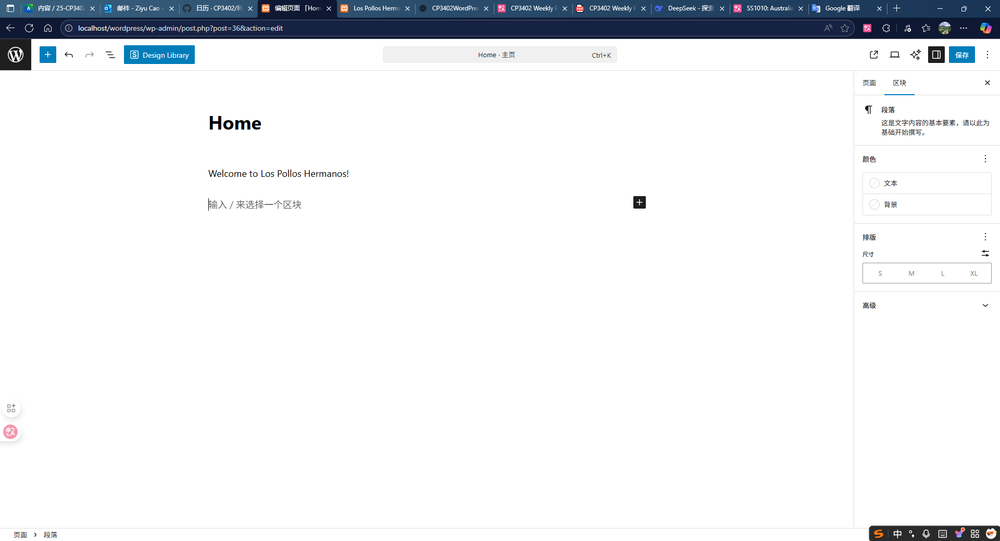 内容 / 25-CP3402
邮件 - Ziyu Cao -
日历 · CP3402/科
编辑页面 「Hom
Los Pollos Herma
CP3402WordPres
CP3402 Weekly P
CP3402 Weekly P
DeepSeek - 探索
SS1010: Australia
Google 翻译
localhost/wordpress/wp-admin/post.php?post=36&action=edit
Design Library
Home · 主页
Ctrl+K
保存
页面
区块
Home
段落
这是文字内容的基本要素，请以此为
基础开始撰写。
颜色
Welcome to Los Pollos Hermanos!
文本
输入 / 来选择一个区块
背景
排版
尺寸
S M L XL
高级
页面 > 段落
中